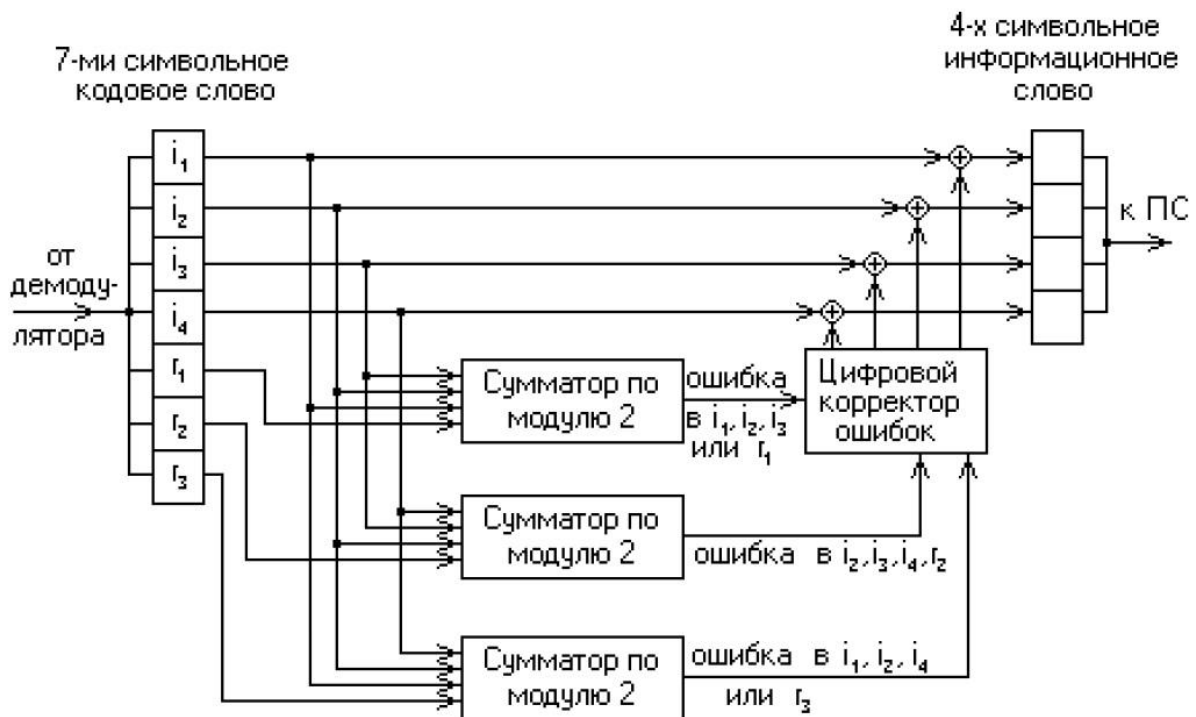 7-ми символьное
кодовое слово
4-х символьное
информационное
слово
i₁
i₂
i₃
i₄
r₁
r₂
r₃
от
демоду-
лятора
к ПС
Сумматор по
модулю 2
ошибка
в i₁, i₂, i₃
или r₁
Цифровой
корректор
ошибок
Сумматор по
модулю 2
ошибка в i₂, i₃, i₄, r₂
Сумматор по
модулю 2
ошибка в i₁, i₂, i₄
или r₃